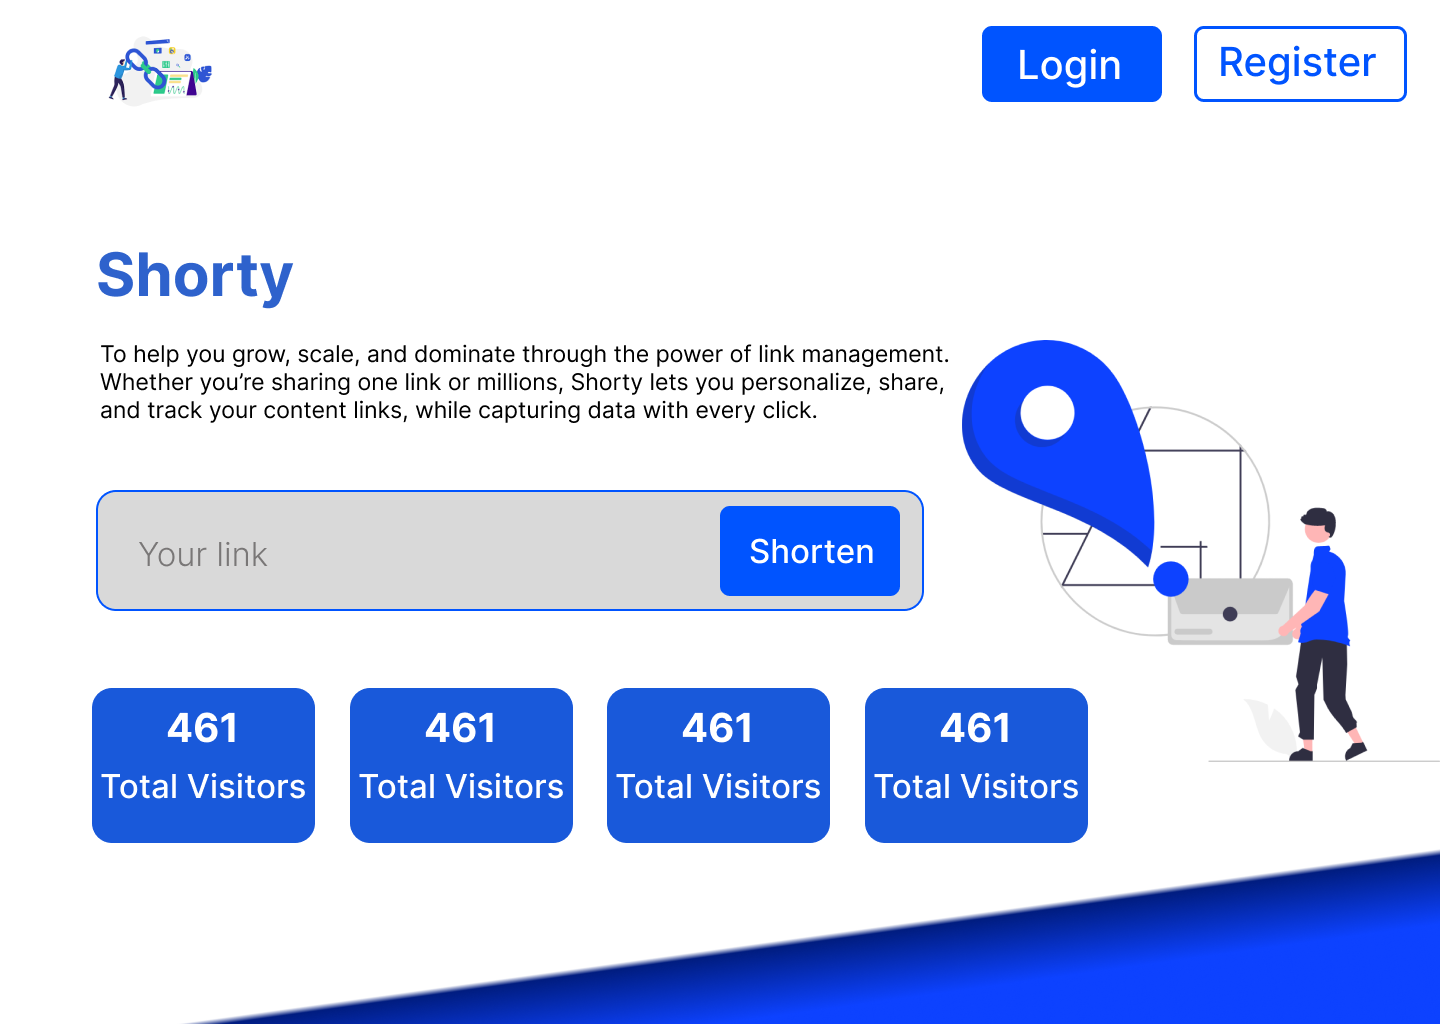 Login
Register
Shorty
To help you grow, scale, and dominate through the power of link management.
Whether you’re sharing one link or millions, Shorty lets you personalize, share,
and track your content links, while capturing data with every click.
Your link
Shorten
461
Total Visitors
461
Total Visitors
461
Total Visitors
461
Total Visitors